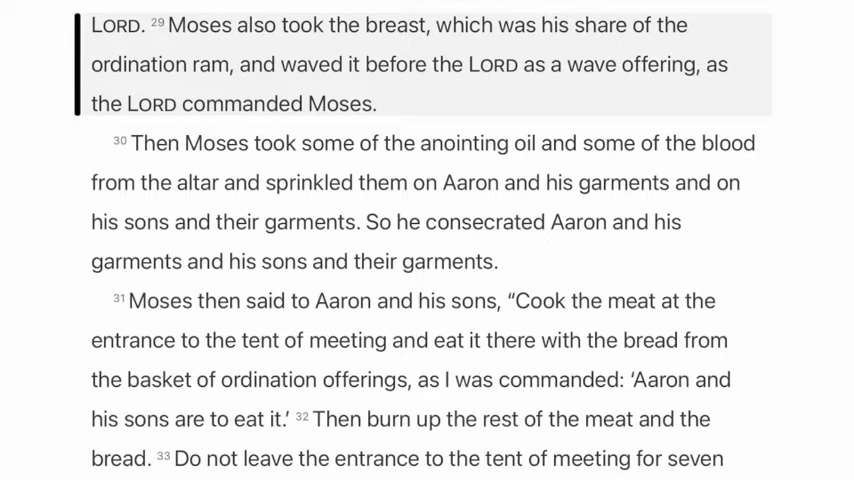 LORD. 29 Moses also took the breast, which was his share of the
ordination ram, and waved it before the LORD as a wave offering, as
the LORD commanded Moses.
30 Then Moses took some of the anointing oil and some of the blood
from the altar and sprinkled them on Aaron and his garments and on
his sons and their garments. So he consecrated Aaron and his
garments and his sons and their garments.
31 Moses then said to Aaron and his sons, “Cook the meat at the
entrance to the tent of meeting and eat it there with the bread from
the basket of ordination offerings, as I was commanded: ‘Aaron and
his sons are to eat it.’ 32 Then burn up the rest of the meat and the
bread. 33 Do not leave the entrance to the tent of meeting for seven